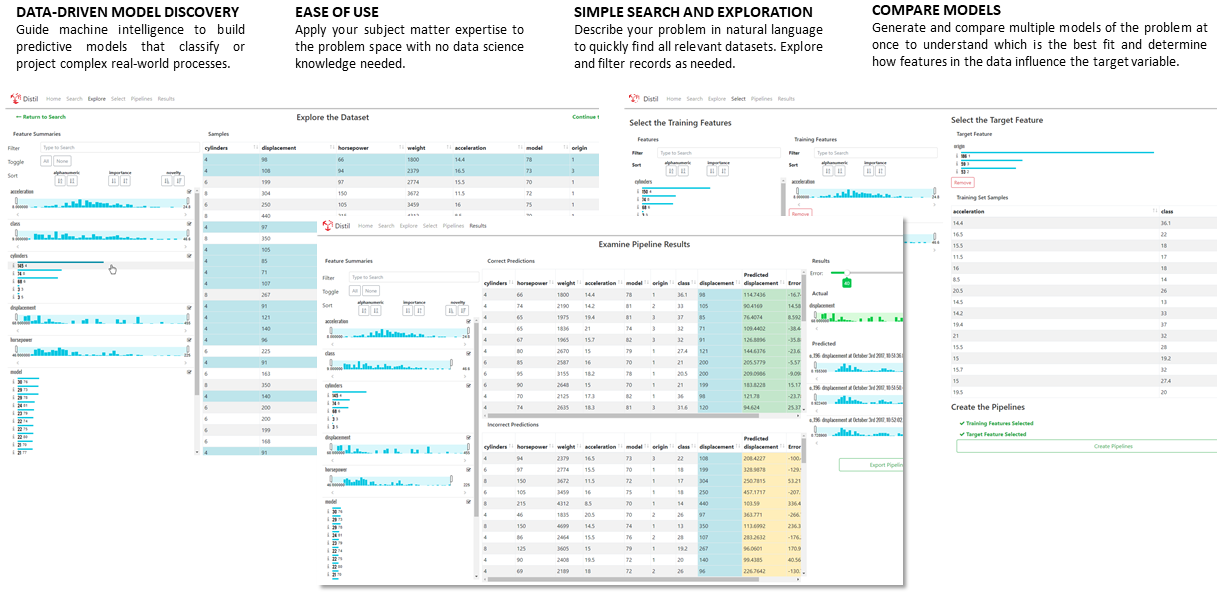 DATA-DRIVEN MODEL DISCOVERY
Guide machine intelligence to build
predictive models that classify or
project complex real-world processes.
EASE OF USE
Apply your subject matter expertise to
the problem space with no data science
knowledge needed.
SIMPLE SEARCH AND EXPLORATION
Describe your problem in natural language
to quickly find all relevant datasets. Explore
and filter records as needed.
COMPARE MODELS
Generate and compare multiple models of the problem at
once to understand which is the best fit and determine
how features in the data influence the target variable.
Distil Home Search Explore Select Pipelines Results
Return to Search
Explore the Dataset
Continue t
Feature Summaries
Filter Type to Search
Toggle All None
Sort alphanumeric importance novelty
acceleration
class
cylinders
displacement
horsepower
model
Samples
cylinders displacement horsepower weight acceleration model origin
4 98 66 1800 14.4 78 1
4 108 94 2379 16.5 73 3
6 199 97 2774 15.5 70 1
8 304 150 3672 11.5 72 1
6 250 105 3459 16 75 1
8 440
4 97
8 350
4 105
4 85
4 71
4 107
8 267
4 91
4 121
4 140
4 96
6 225
4 91
6 163
8 350
4 140
6 200
6 200
6 199
6 168
4 91
Distil Home Search Explore Select Pipelines Results
Select the Training Features
Features
Filter Type to Search
Sort alphanumeric importance
cylinders
Remove
Training Features
Filter Type to Search
Sort alphanumeric importance
acceleration
Select the Target Feature
Target Feature
origin
Remove
Training Set Samples
acceleration class
14.4 36.1
16.5 22
15.5 18
11.5 17
16 18
8.5 14
20.5 26
14.5 13
14.2 33
19.4 37
21 32
15.5 28
15 19.2
15.7 32
15 27.4
19.5 20
Create the Pipelines
Training Features Selected
Target Feature Selected
Create Pipelines
Distil Home Search Explore Select Pipelines Results
Examine Pipeline Results
Feature Summaries
Filter Type to Search
Toggle All None
Sort alphanumeric importance novelty
acceleration
class
cylinders
displacement
horsepower
model
Correct Predictions
cylinders horsepower weight acceleration model origin class displacement Predicted displacement Error
4 66 1800 14.4 78 1 36.1 98 114.7436 -16.7
4 74 2190 14.2 81 2 33 105 90.4169 14.58
4 65 1975 19.4 81 3 37 85 76.4074 8.592
4 65 1836 21 74 3 32 71 109.4402 -38.4
4 67 1965 15.7 82 3 32 91 126.8896 -35.8
4 80 2670 15 79 1 27.4 121 144.6376 -23.6
6 85 2587 16 70 1 21 200 205.5779 -5.57
6 95 3155 18.2 78 1 20.5 200 209.0986 -9.09
6 90 2648 15 70 1 21 199 183.8228 15.17
4 70 2125 17.3 82 1 36 98 121.78 -23.7
4 74 2635 18.3 81 3 31.6 120 94.624 25.37
Incorrect Predictions
cylinders horsepower weight acceleration model origin class displacement Predicted displacement Error
4 94 2379 16.5 73 3 22 108 208.4227 -100.
6 97 2774 15.5 70 1 18 199 328.9878 -129.
8 150 3672 11.5 72 1 17 304 250.7815 53.21
6 105 3459 16 75 1 18 250 457.1717 -207.
8 215 4312 8.5 70 1 14 440 103.59 336.4
4 46 1835 20.5 70 2 26 97 363.771 -266.
8 150 4699 14.5 74 1 13 350 113.6992 236.3
4 86 2464 15.5 76 2 28 107 283.2632 -176.
8 125 3605 15 79 1 19.2 267 96.0601 170.9
4 90 2408 19.5 72 1 20 140 99.4385 40.56
4 69 2189 18 72 2 26 96 226.7642 -130.
Results
Error:
Actual
displacement
Predicted
Export Pipelin